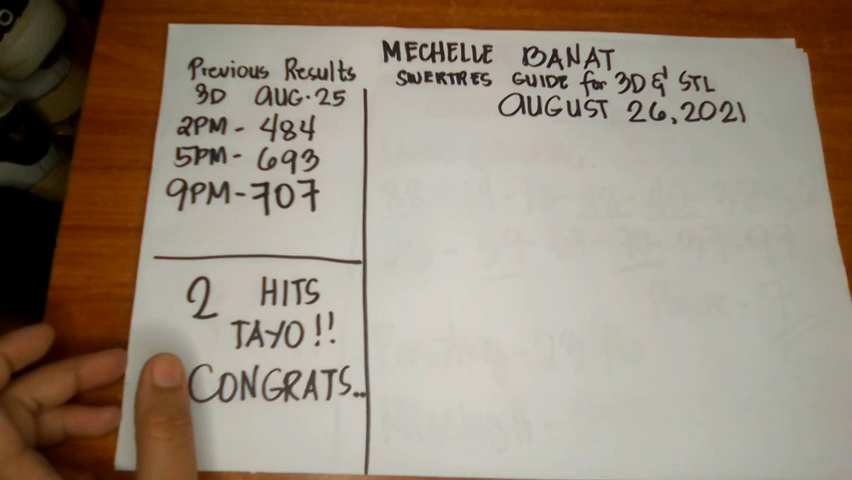 MECHELLE BANAT
SWERTRES GUIDE for 3D & STL
AUGUST 26, 2021
Previous Results
3D AUG. 25
2PM - 484
5PM - 693
9PM - 707
2 HITS
TAYO!!
CONGRATS..